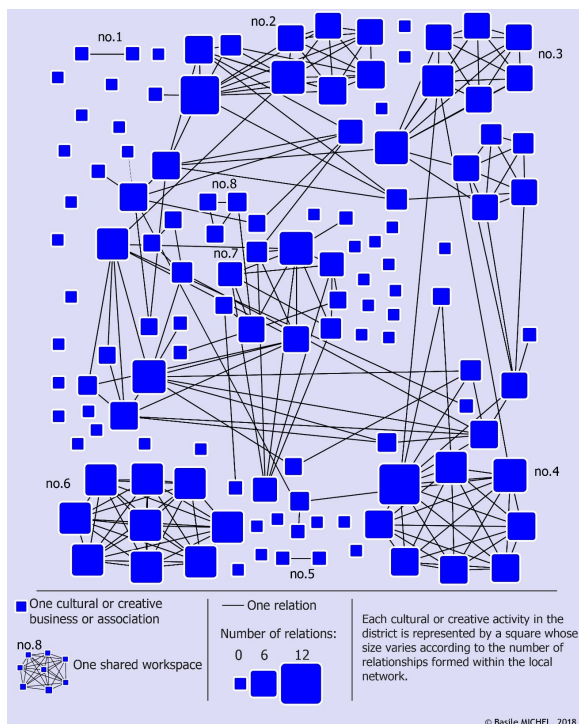 no.1
no.2
no.3
no.8
no.7
no.6
no.4
no.5
One cultural or creative
business or association
no.8
One shared workspace
One relation
Number of relations:
0 6 12
Each cultural or creative activity in the
district is represented by a square whose
size varies according to the number of
relationships formed within the local
network.
© Basile MICHEL, 2018